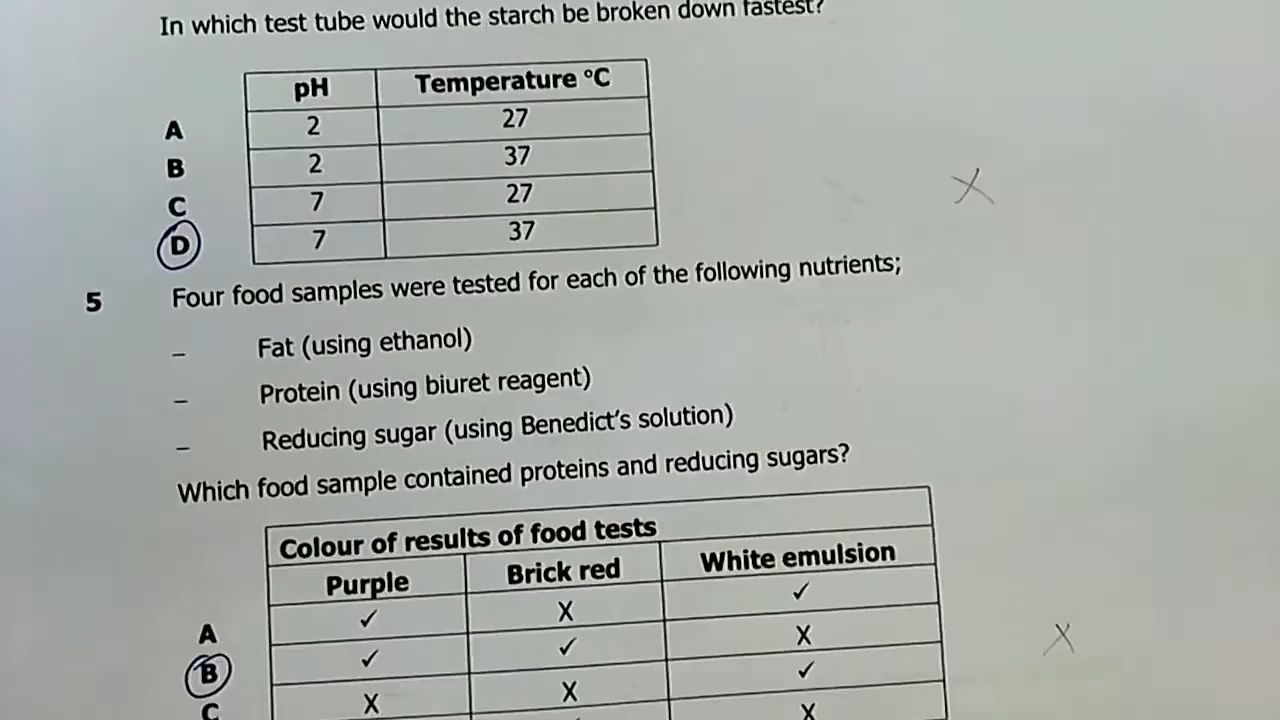 In which test tube would the starch be broken down fastest?
pH Temperature °C
A 2 27
B 2 37
C 7 27
D 7 37
X
5 Four food samples were tested for each of the following nutrients;
– Fat (using ethanol)
– Protein (using biuret reagent)
– Reducing sugar (using Benedict's solution)
Which food sample contained proteins and reducing sugars?
Colour of results of food tests
Purple Brick red White emulsion
A ✓ X ✓
B ✓ ✓ X
X
C X X ✓
X